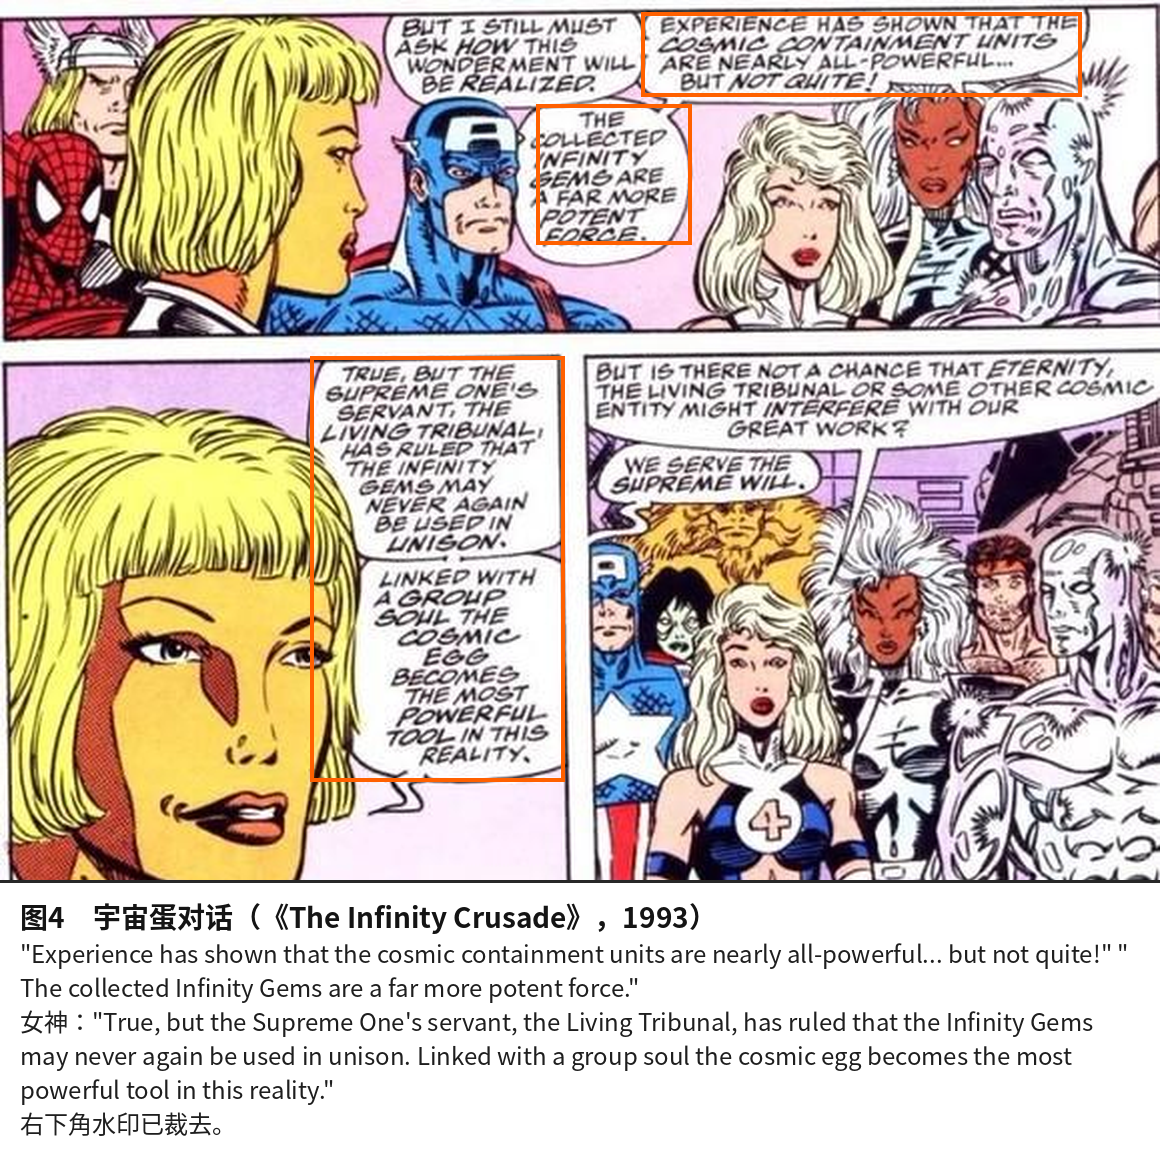 BUT I STILL MUST
ASK HOW THIS
WONDERMENT WILL
BE REALIZED.
EXPERIENCE HAS SHOWN THAT THE
COSMIC CONTAINMENT UNITS
ARE NEARLY ALL-POWERFUL...
BUT NOT QUITE!
THE
COLLECTED
INFINITY
GEMS ARE
A FAR MORE
POTENT
FORCE.
TRUE, BUT THE
SUPREME ONE'S
SERVANT, THE
LIVING TRIBUNAL,
HAS RULED THAT
THE INFINITY
GEMS MAY
NEVER AGAIN
BE USED IN
UNISON.
LINKED WITH
A GROUP
SOUL THE
COSMIC
EGG
BECOMES
THE MOST
POWERFUL
TOOL IN THIS
REALITY.
BUT IS THERE NOT A CHANCE THAT ETERNITY,
THE LIVING TRIBUNAL OR SOME OTHER COSMIC
ENTITY MIGHT INTERFERE WITH OUR
GREAT WORK?
WE SERVE THE
SUPREME WILL.
4
图4 宇宙蛋对话（《The Infinity Crusade》，1993）
"Experience has shown that the cosmic containment units are nearly all-powerful... but not quite!" "
The collected Infinity Gems are a far more potent force."
女神："True, but the Supreme One's servant, the Living Tribunal, has ruled that the Infinity Gems
may never again be used in unison. Linked with a group soul the cosmic egg becomes the most
powerful tool in this reality."
右下角水印已裁去。